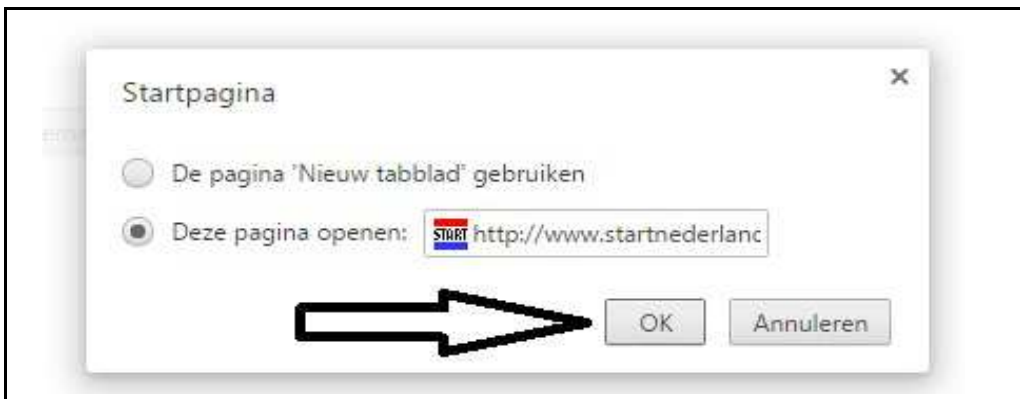 Startpagina
De pagina 'Nieuw tabblad' gebruiken
Deze pagina openen: START http://www.startnederlanc
OK Annuleren